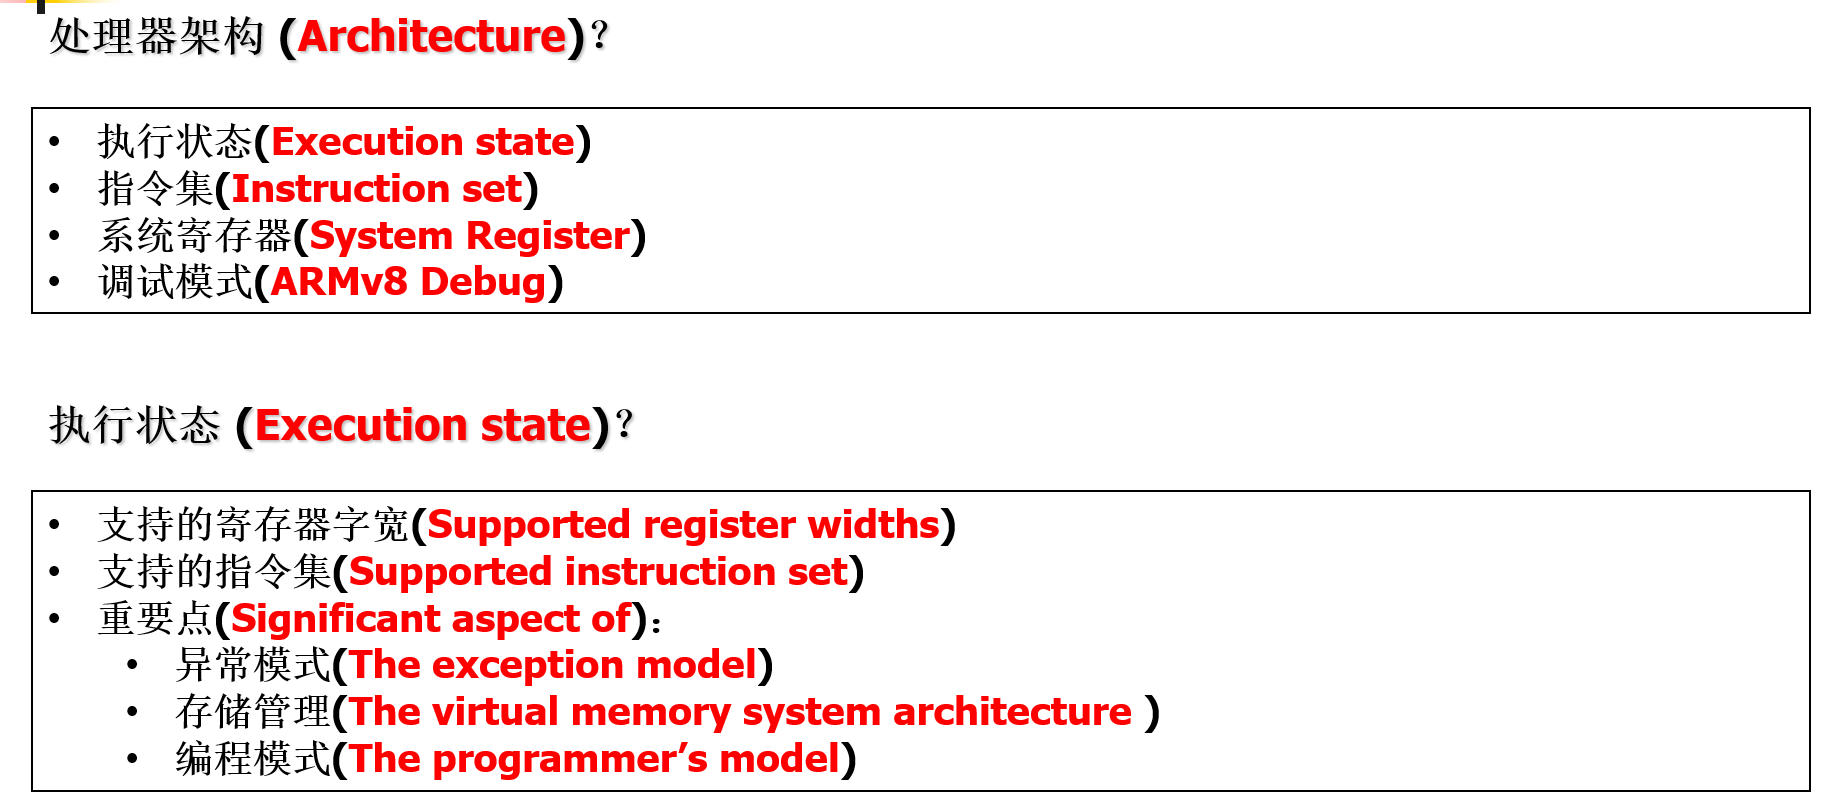 处理器架构 (Architecture)？
• 执行状态(Execution state)
• 指令集(Instruction set)
• 系统寄存器(System Register)
• 调试模式(ARMv8 Debug)
执行状态 (Execution state)？
• 支持的寄存器字宽(Supported register widths)
• 支持的指令集(Supported instruction set)
• 重要点(Significant aspect of)：
• 异常模式(The exception model)
• 存储管理(The virtual memory system architecture )
• 编程模式(The programmer’s model)